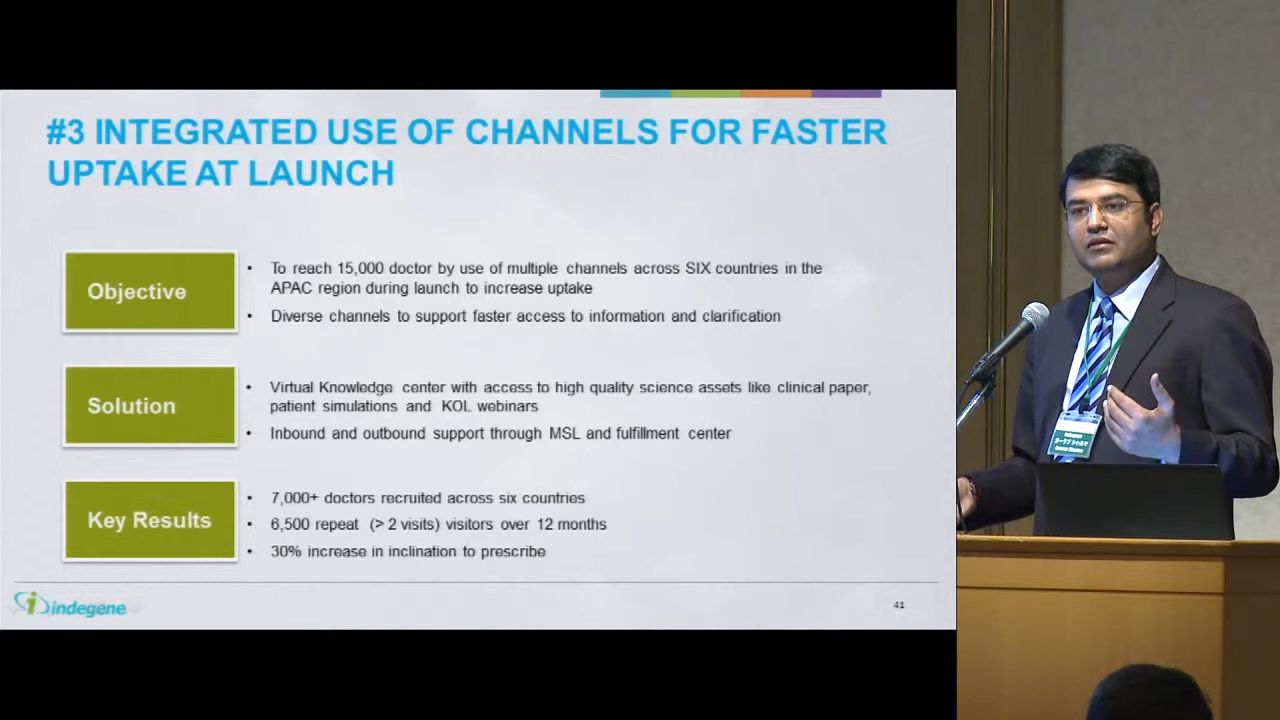 #3 INTEGRATED USE OF CHANNELS FOR FASTER
UPTAKE AT LAUNCH
Objective
• To reach 15,000 doctor by use of multiple channels across SIX countries in the
APAC region during launch to increase uptake
• Diverse channels to support faster access to information and clarification
Solution
• Virtual Knowledge center with access to high quality science assets like clinical paper,
patient simulations and KOL webinars
• Inbound and outbound support through MSL and fulfillment center
Key Results
• 7,000+ doctors recruited across six countries
• 6,500 repeat (> 2 visits) visitors over 12 months
• 30% increase in inclination to prescribe
indegene
41